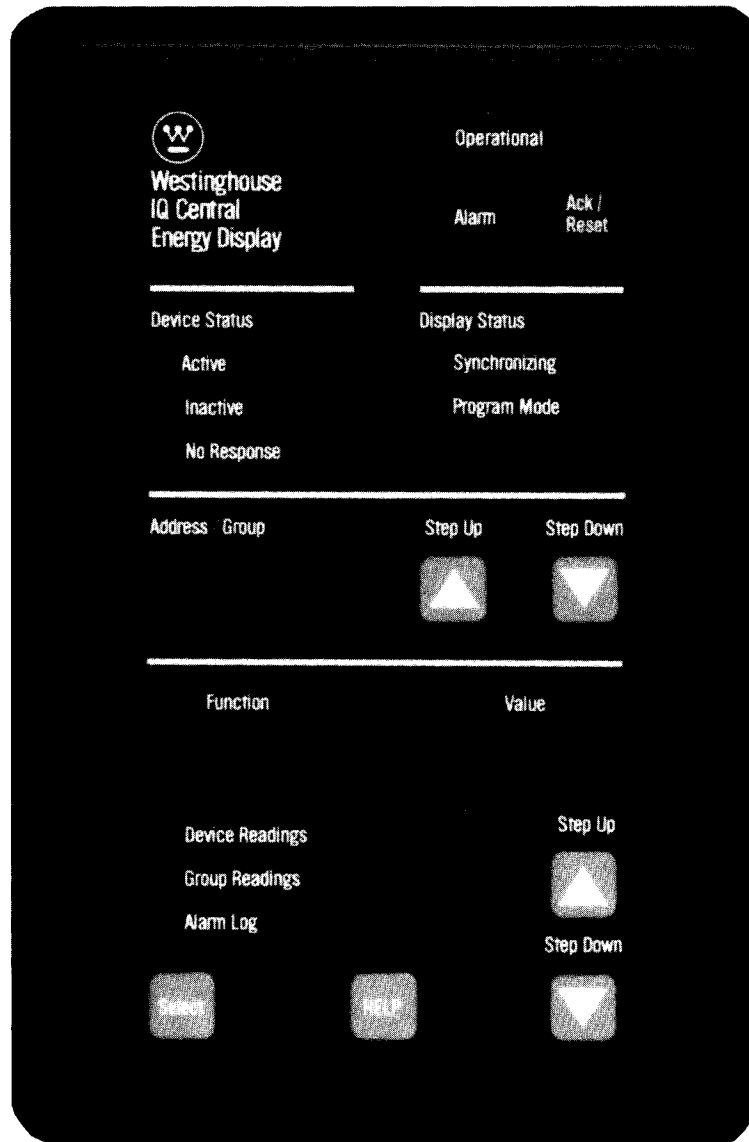 Westinghouse
IQ Central
Energy Display
Operational
Alarm
Ack /
Reset
Device Status
Active
Inactive
No Response
Display Status
Synchronizing
Program Mode
Address Group
Step Up
Step Down
Function
Value
Device Readings
Group Readings
Alarm Log
Step Up
Step Down
Select
HELP